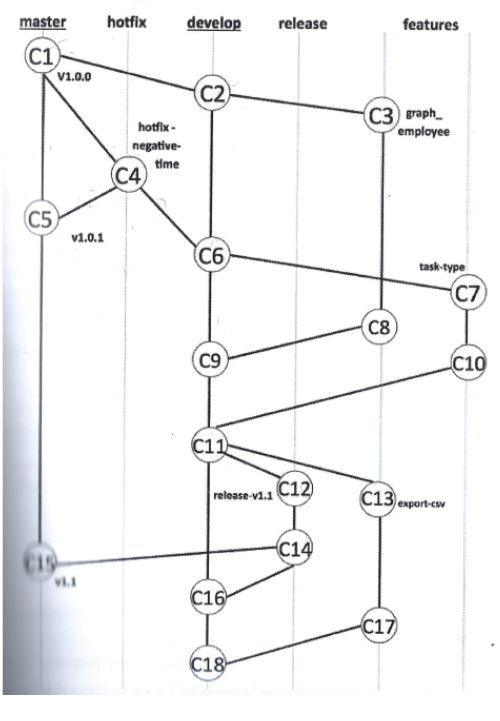 master hotfix develop release features
C1
V1.0.0
C2
C3
graph_
employee
hotfix -
negative-
time
C4
C5
v1.0.1
C6
task-type
C7
C8
C9
C10
C11
release-v1.1
C12
C13
export-csv
C14
C15
v1.1
C16
C17
C18